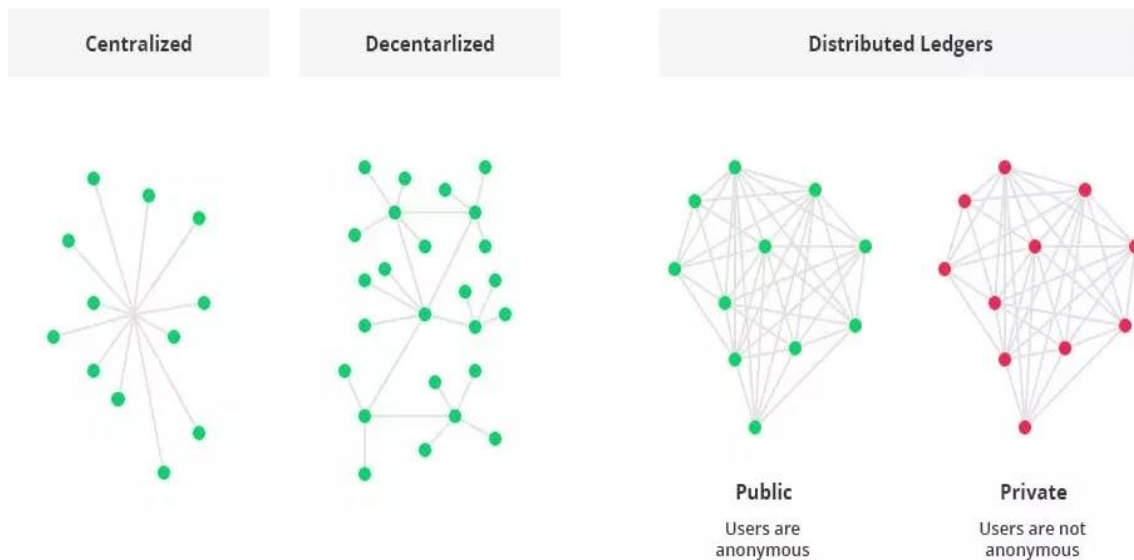 Centralized
Decentarlized
Distributed Ledgers
Public
Private
Users are
anonymous
Users are not
anonymous